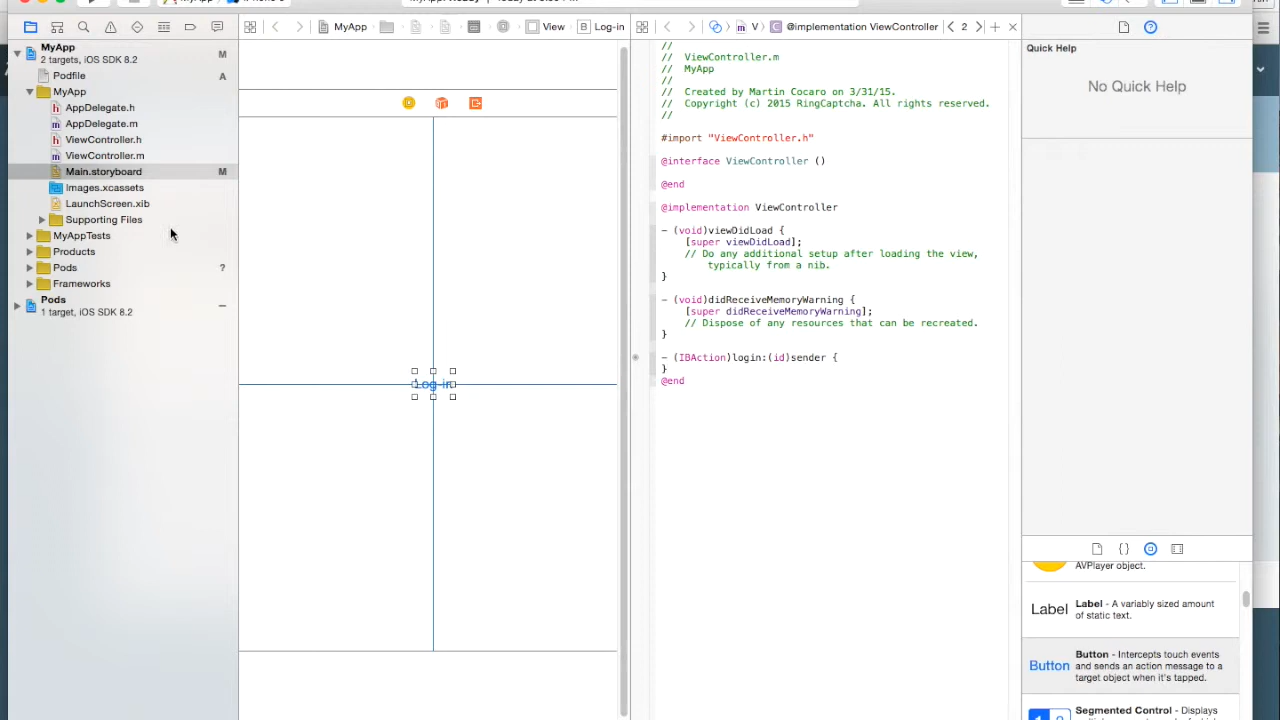 MyApp
View
Log-in
m V
@implementation ViewController
2
MyApp
M
2 targets, iOS SDK 8.2
Podfile
A
MyApp
h AppDelegate.h
m AppDelegate.m
h ViewController.h
m ViewController.m
Main.storyboard
M
Images.xcassets
LaunchScreen.xib
Supporting Files
MyAppTests
Products
Pods
?
Frameworks
Pods
1 target, iOS SDK 8.2
Log-in
//
// ViewController.m
// MyApp
//
// Created by Martin Cocaro on 3/31/15.
// Copyright (c) 2015 RingCaptcha. All rights reserved.
//
#import "ViewController.h"
@interface ViewController ()
@end
@implementation ViewController
- (void)viewDidLoad {
[super viewDidLoad];
// Do any additional setup after loading the view,
typically from a nib.
}
- (void)didReceiveMemoryWarning {
[super didReceiveMemoryWarning];
// Dispose of any resources that can be recreated.
}
- (IBAction)login:(id)sender {
}
@end
Quick Help
No Quick Help
{}
AVPlayer object.
Label
Label - A variably sized amount
of static text.
Button
Button - Intercepts touch events
and sends an action message to a
target object when it's tapped.
1 2
Segmented Control - Displays